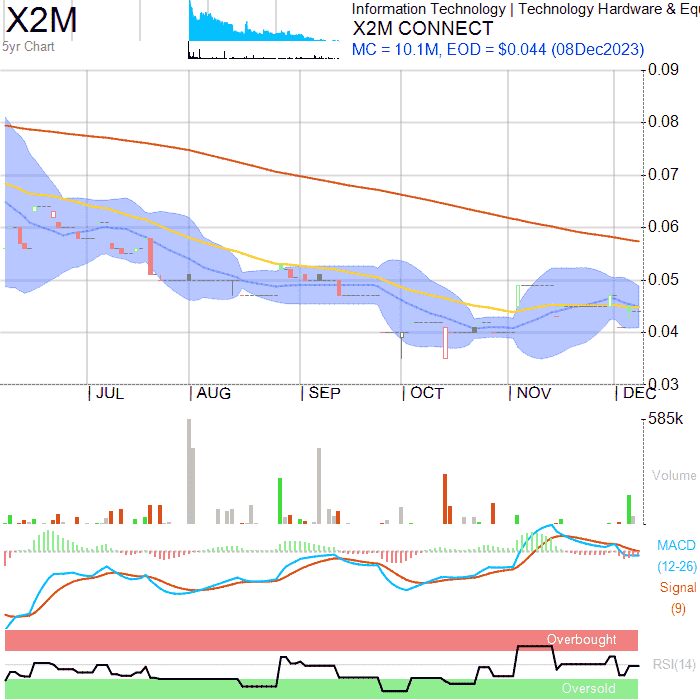 X2M
5yr Chart
Information Technology | Technology Hardware & Equ
X2M CONNECT
MC = 10.1M, EOD = $0.044 (08Dec2023)
0.09
0.08
0.07
0.06
0.05
0.04
0.03
JUL AUG SEP OCT NOV DEC
585k
Volume
MACD
(12-26)
Signal
(9)
Overbought
RSI(14)
Oversold